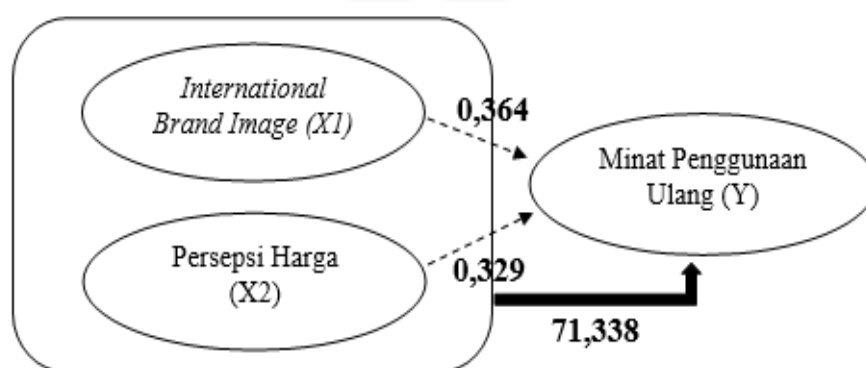 International
Brand Image (X1)
0,364
Minat Penggunaan
Ulang (Y)
Persepsi Harga
(X2)
0,329
71,338